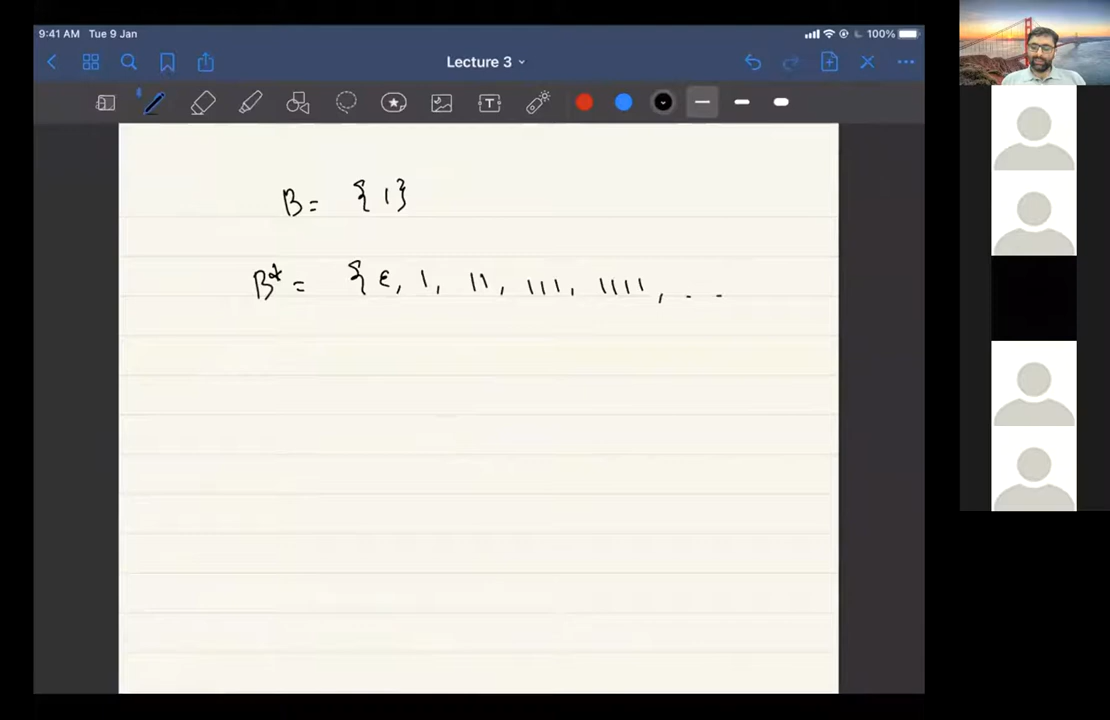 9:41 AM Tue 9 Jan
100%
Lecture 3
T
B = { 1 }
B* = { ε, 1, 11, 111, 1111, . .